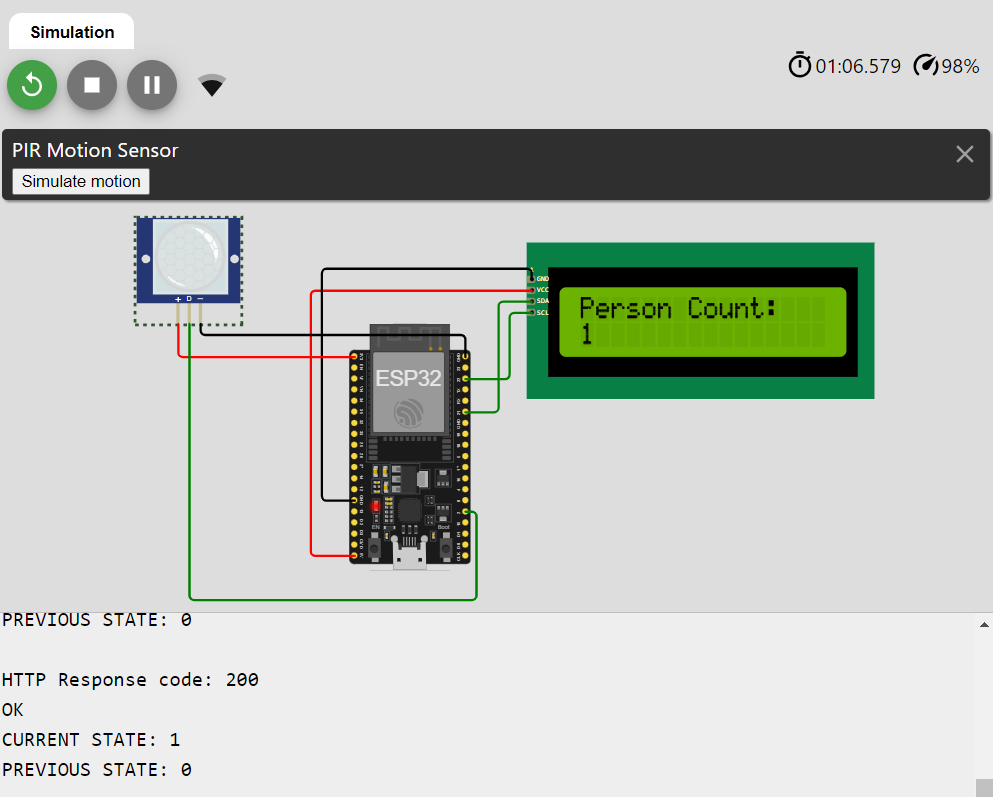 Simulation
01:06.579
98%
PIR Motion Sensor
Simulate motion
+ D −
GND
VCC
SDA
SCL
Person Count:
1
ESP32
EN
Boot
PREVIOUS STATE: 0
HTTP Response code: 200
OK
CURRENT STATE: 1
PREVIOUS STATE: 0